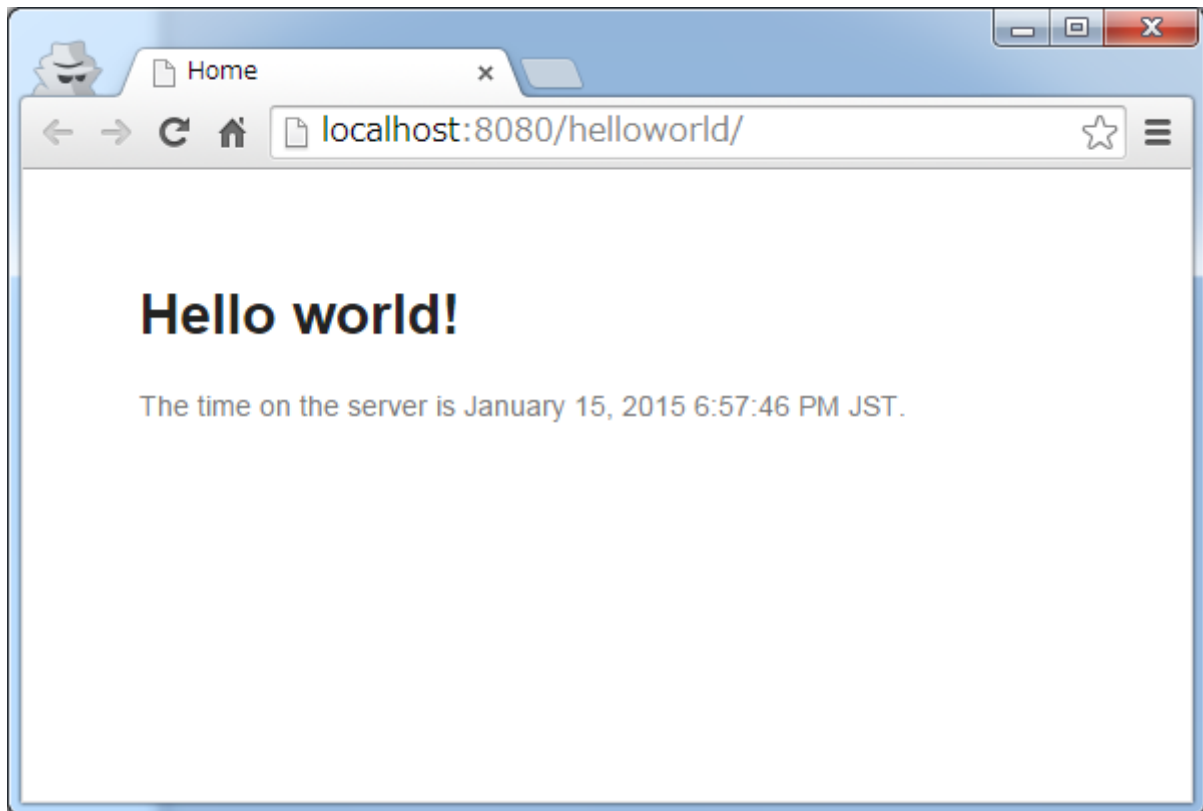 Home
localhost:8080/helloworld/
Hello world!
The time on the server is January 15, 2015 6:57:46 PM JST.